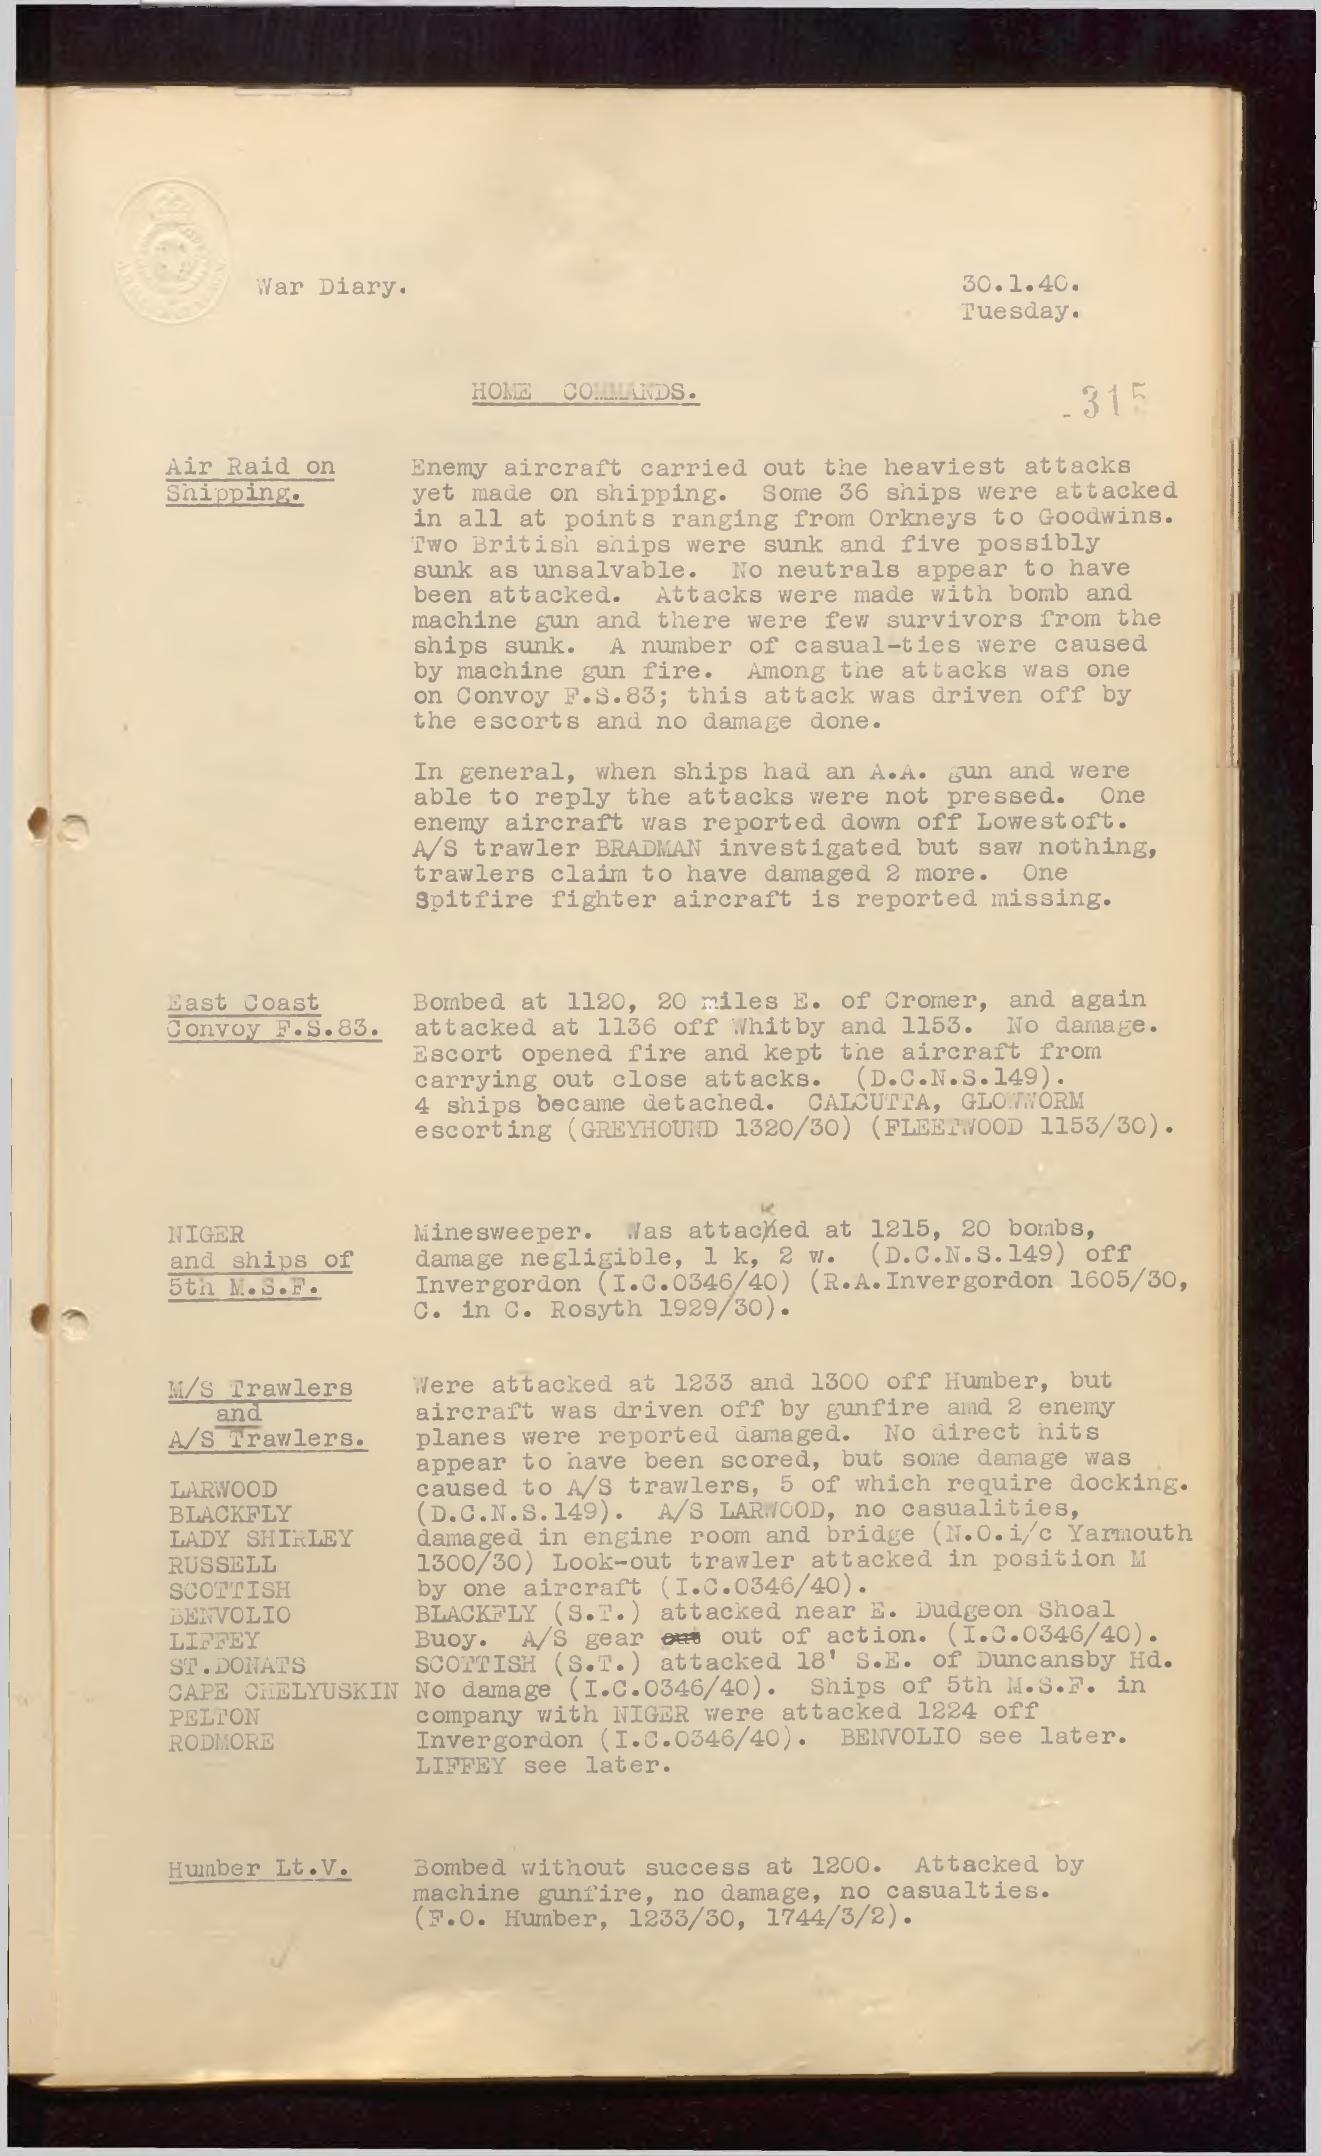 War Diary.
30.1.40.
Tuesday.
HOME COMMANDS.
315
Air Raid on
Shipping.
Enemy aircraft carried out the heaviest attacks
yet made on shipping. Some 36 ships were attacked
in all at points ranging from Orkneys to Goodwins.
Two British ships were sunk and five possibly
sunk as unsalvable. No neutrals appear to have
been attacked. Attacks were made with bomb and
machine gun and there were few survivors from the
ships sunk. A number of casual-ties were caused
by machine gun fire. Among the attacks was one
on Convoy F.S.83; this attack was driven off by
the escorts and no damage done.
In general, when ships had an A.A. gun and were
able to reply the attacks were not pressed. One
enemy aircraft was reported down off Lowestoft.
A/S trawler BRADMAN investigated but saw nothing,
trawlers claim to have damaged 2 more. One
Spitfire fighter aircraft is reported missing.
East Coast
Convoy F.S.83.
Bombed at 1120, 20 miles E. of Cromer, and again
attacked at 1136 off Whitby and 1153. No damage.
Escort opened fire and kept the aircraft from
carrying out close attacks. (D.C.N.S.149).
4 ships became detached. CALCUTTA, GLOWWORM
escorting (GREYHOUND 1320/30) (FLEETWOOD 1153/30).
NIGER
and ships of
5th M.S.F.
Minesweeper. Was attacked at 1215, 20 bombs,
damage negligible, 1 k, 2 w. (D.C.N.S.149) off
Invergordon (I.C.0346/40) (R.A.Invergordon 1605/30,
C. in C. Rosyth 1929/30).
M/S Trawlers
and
A/S Trawlers.
LARWOOD
BLACKFLY
LADY SHIRLEY
RUSSELL
SCOTTISH
BENVOLIO
LIFFEY
ST.DONATS
CAPE CHELYUSKIN
PELTON
RODMORE
Were attacked at 1233 and 1300 off Humber, but
aircraft was driven off by gunfire amd 2 enemy
planes were reported damaged. No direct hits
appear to have been scored, but some damage was
caused to A/S trawlers, 5 of which require docking.
(D.C.N.S.149). A/S LARWOOD, no casualities,
damaged in engine room and bridge (N.O.i/c Yarmouth
1300/30) Look-out trawler attacked in position M
by one aircraft (I.C.0346/40).
BLACKFLY (S.T.) attacked near E. Dudgeon Shoal
Buoy. A/S gear out out of action. (I.C.0346/40).
SCOTTISH (S.T.) attacked 18' S.E. of Duncansby Hd.
No damage (I.C.0346/40). Ships of 5th M.S.F. in
company with NIGER were attacked 1224 off
Invergordon (I.C.0346/40). BENVOLIO see later.
LIFFEY see later.
Humber Lt.V.
Bombed without success at 1200. Attacked by
machine gunfire, no damage, no casualties.
(F.O. Humber, 1233/30, 1744/3/2).